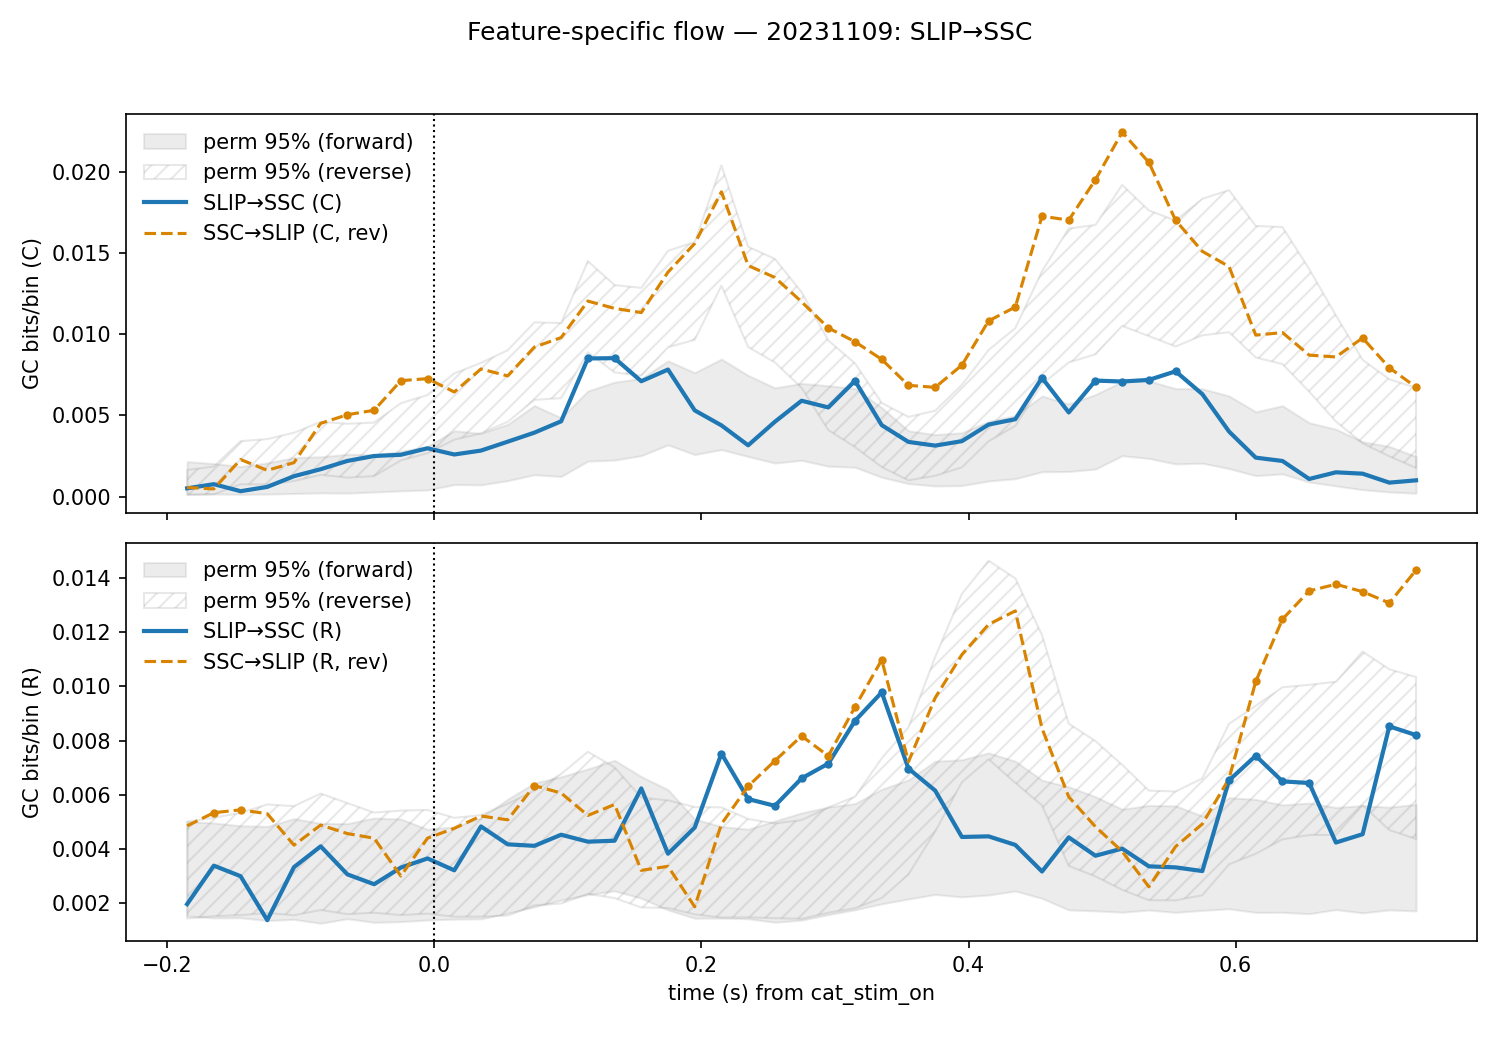 Feature-specific flow — 20231109: SLIP→SSC
perm 95% (forward)
perm 95% (reverse)
SLIP→SSC (C)
SSC→SLIP (C, rev)
GC bits/bin (C)
0.020
0.015
0.010
0.005
0.000
perm 95% (forward)
perm 95% (reverse)
SLIP→SSC (R)
SSC→SLIP (R, rev)
GC bits/bin (R)
0.014
0.012
0.010
0.008
0.006
0.004
0.002
−0.2 0.0 0.2 0.4 0.6
time (s) from cat_stim_on